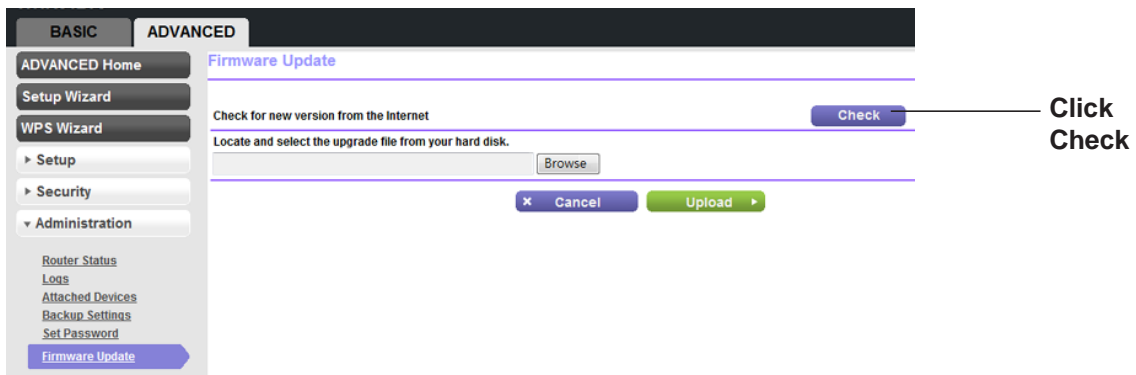 BASIC ADVANCED
ADVANCED Home
Firmware Update
Setup Wizard
Check for new version from the Internet
Check
Click
Check
WPS Wizard
Locate and select the upgrade file from your hard disk.
Setup
Browse
Security
Cancel
Upload
Administration
Router Status
Logs
Attached Devices
Backup Settings
Set Password
Firmware Update